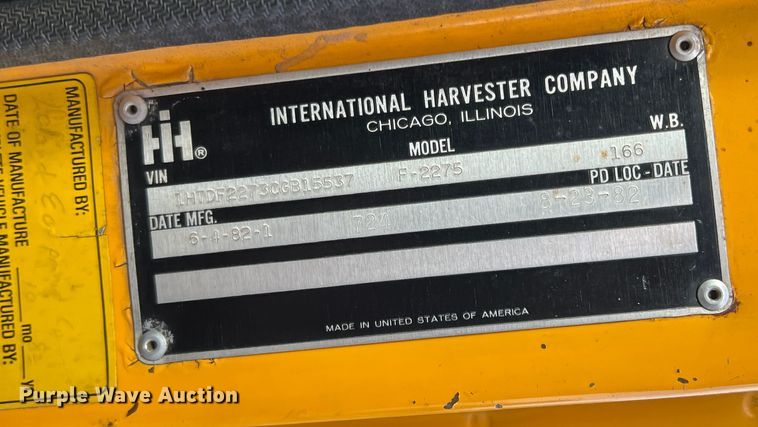 INTERNATIONAL HARVESTER COMPANY
CHICAGO, ILLINOIS
IH ®
VIN MODEL W.B.
1HTDF2273CGB15537 F-2275 166
DATE MFG. PD LOC-DATE
6-4-82-1 724 8-23-82
MADE IN UNITED STATES OF AMERICA
MANUFACTURED BY:
DATE OF MANUFACTURE mo
VEHICLE MANUFACTURED BY:
Purple Wave Auction